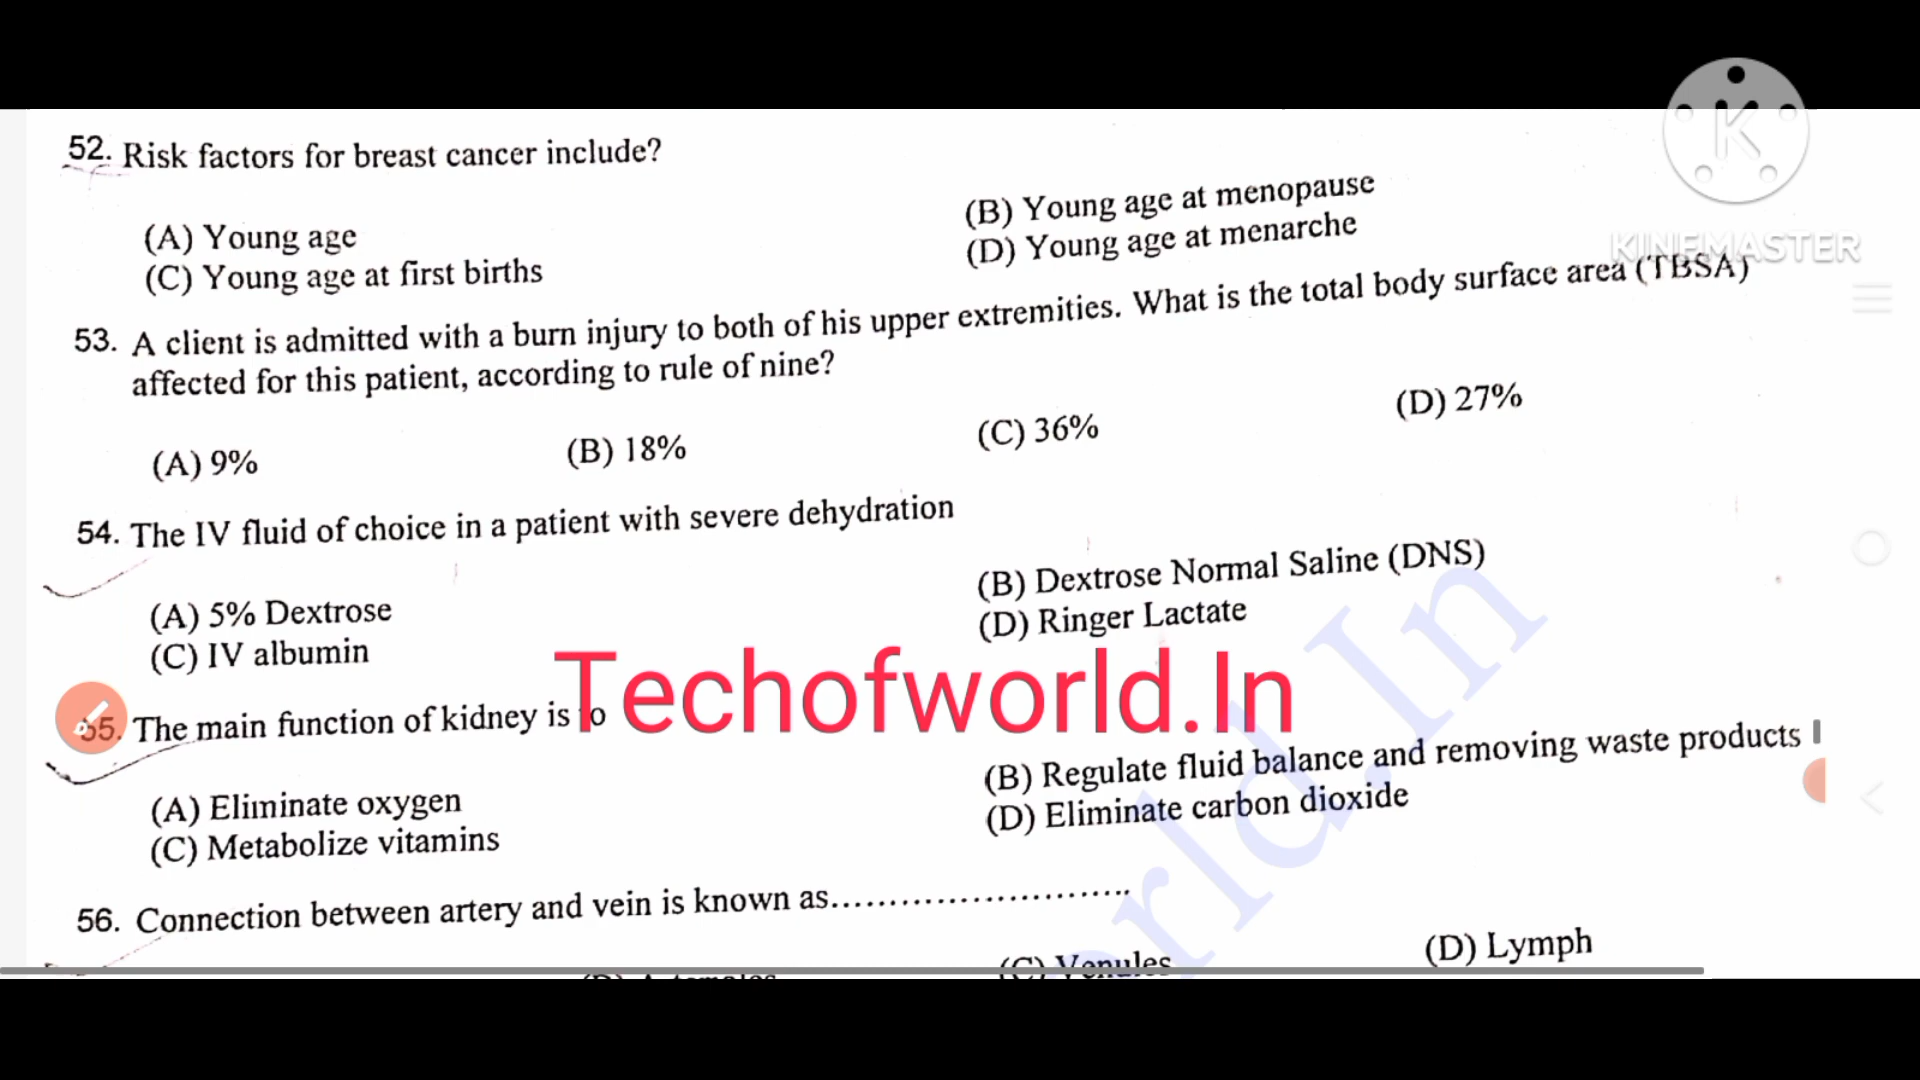 52. Risk factors for breast cancer include?
(A) Young age
(B) Young age at menopause
(C) Young age at first births
(D) Young age at menarche
KINEMASTER
53. A client is admitted with a burn injury to both of his upper extremities. What is the total body surface area (TBSA)
affected for this patient, according to rule of nine?
(A) 9%
(B) 18%
(C) 36%
(D) 27%
54. The IV fluid of choice in a patient with severe dehydration
(A) 5% Dextrose
(B) Dextrose Normal Saline (DNS)
(C) IV albumin
(D) Ringer Lactate
Techofworld.In
55. The main function of kidney is to
(A) Eliminate oxygen
(B) Regulate fluid balance and removing waste products
(C) Metabolize vitamins
(D) Eliminate carbon dioxide
orld.In
56. Connection between artery and vein is known as..........................
(C) Venules
(D) Lymph